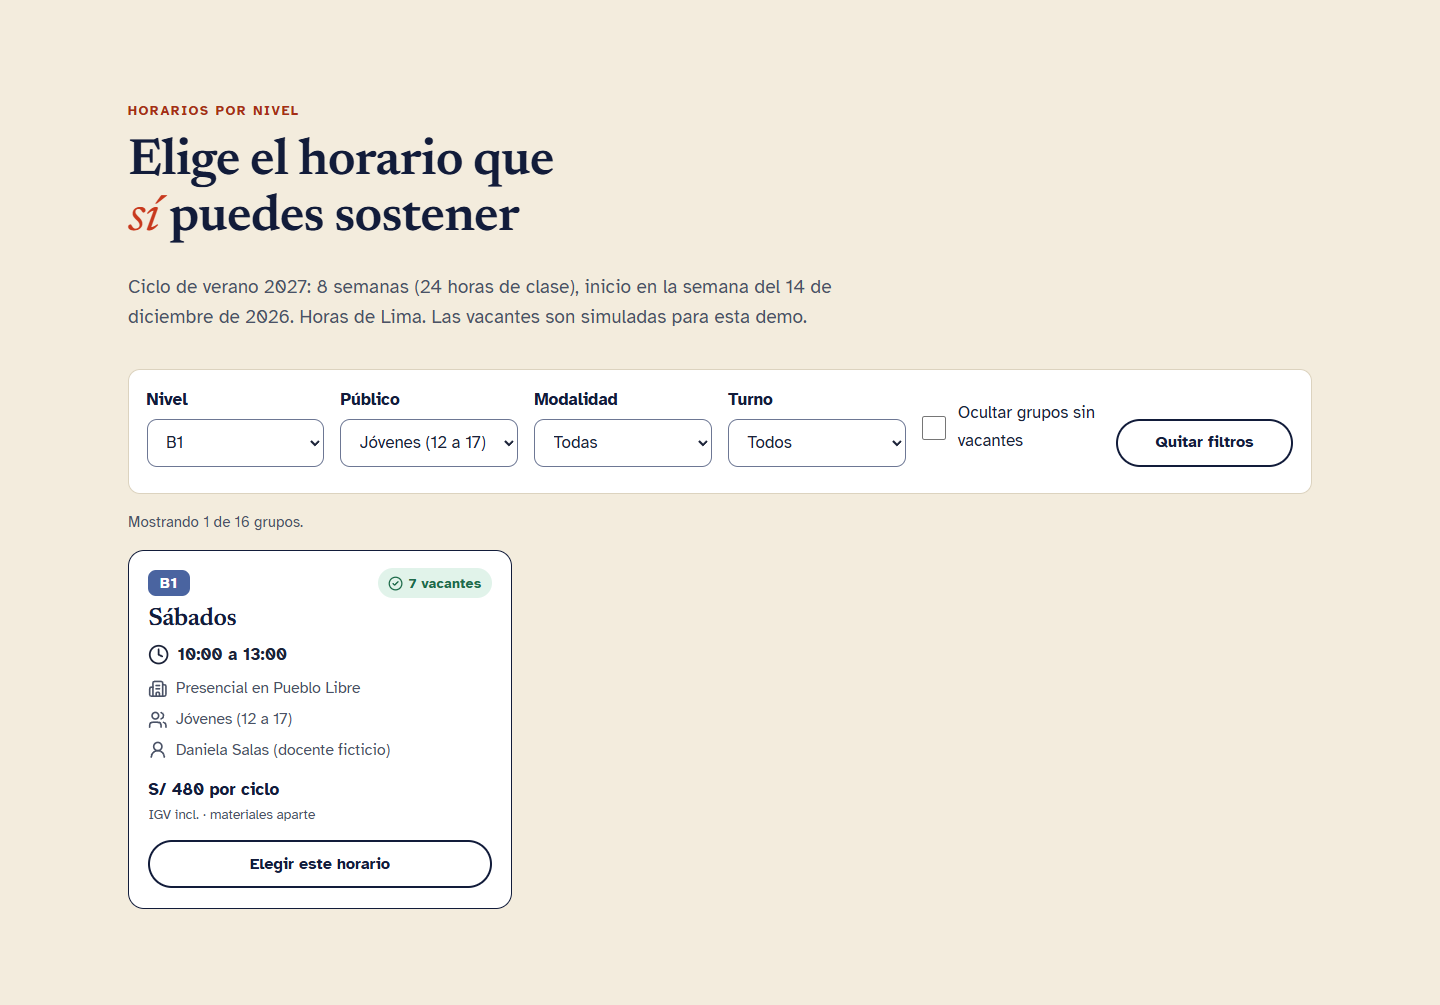 HORARIOS POR NIVEL
Elige el horario que
sí puedes sostener
Ciclo de verano 2027: 8 semanas (24 horas de clase), inicio en la semana del 14 de
diciembre de 2026. Horas de Lima. Las vacantes son simuladas para esta demo.
Nivel
B1
Público
Jóvenes (12 a 17)
Modalidad
Todas
Turno
Todos
Ocultar grupos sin
vacantes
Quitar filtros
Mostrando 1 de 16 grupos.
B1
7 vacantes
Sábados
10:00 a 13:00
Presencial en Pueblo Libre
Jóvenes (12 a 17)
Daniela Salas (docente ficticio)
S/ 480 por ciclo
IGV incl. · materiales aparte
Elegir este horario